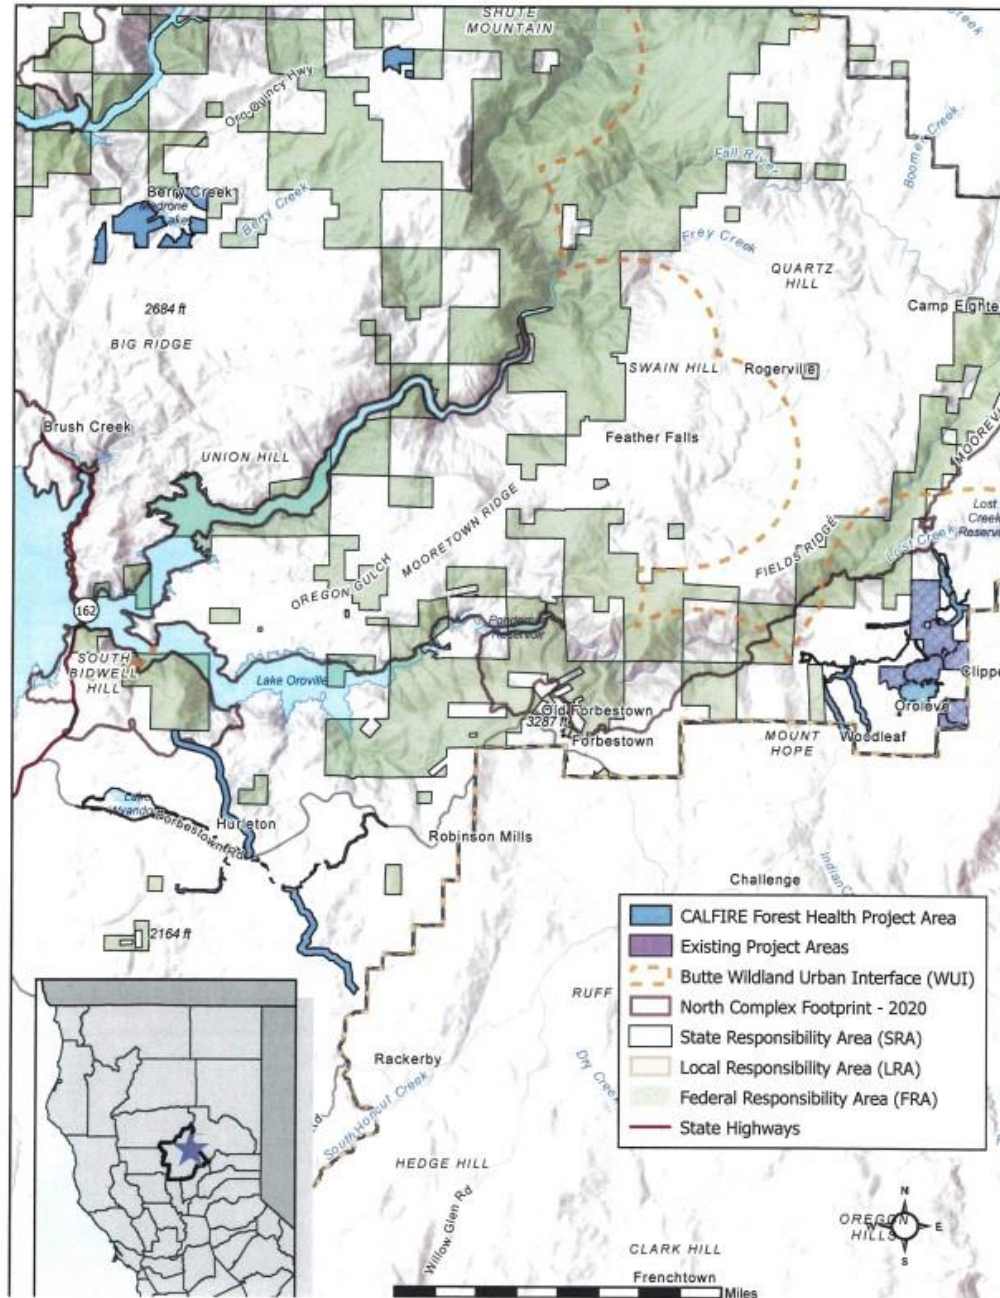 SHUTE
MOUNTAIN
Creek
Oro-Quincy Hwy
Boomer Creek
Fall River
Berry Creek
Madrone
Lake
Berry Creek
Frey Creek
QUARTZ
HILL
2684 ft
Camp Eighte
BIG RIDGE
SWAIN HILL
Rogerville
Brush Creek
Feather Falls
UNION HILL
MOOREV
MOORETOWN RIDGE
Lost
Creek
Reserv
Lost Creek
FIELDS RIDGE
OREGON GULCH
162
Ponderosa
Reservoir
SOUTH
BIDWELL
HILL
Lake Oroville
Clippe
Oroleve
Old Forbestown
3287 ft
Forbestown
MOUNT
HOPE
Woodleaf
Lake
Wyando
Forbestown Rd
Hurleton
Robinson Mills
Indian C
Challenge
2164 ft
CALFIRE Forest Health Project Area
Existing Project Areas
Butte Wildland Urban Interface (WUI)
North Complex Footprint - 2020
State Responsibility Area (SRA)
Local Responsibility Area (LRA)
Federal Responsibility Area (FRA)
State Highways
RUFF
Dry Cree
Rackerby
South Honcut Creek
Rd
HEDGE HILL
Willow Glen Rd
N
W
E
S
OREGON
HILLS
CLARK HILL
Frenchtown
Miles